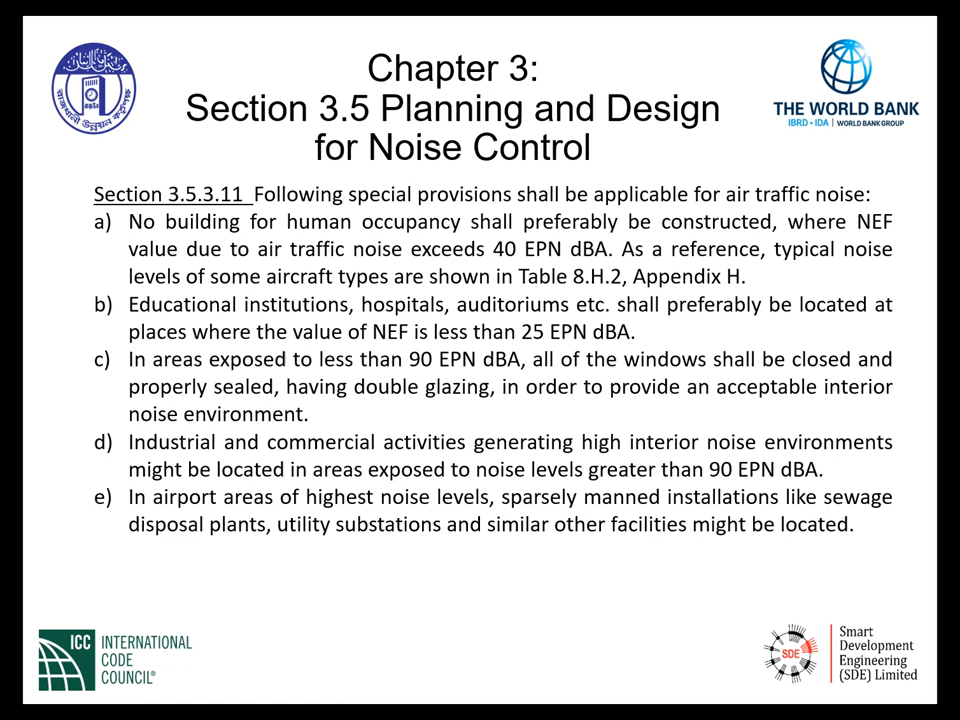 Chapter 3:
Section 3.5 Planning and Design
for Noise Control
THE WORLD BANK
IBRD • IDA | WORLD BANK GROUP
Section 3.5.3.11 Following special provisions shall be applicable for air traffic noise:
a) No building for human occupancy shall preferably be constructed, where NEF
value due to air traffic noise exceeds 40 EPN dBA. As a reference, typical noise
levels of some aircraft types are shown in Table 8.H.2, Appendix H.
b) Educational institutions, hospitals, auditoriums etc. shall preferably be located at
places where the value of NEF is less than 25 EPN dBA.
c) In areas exposed to less than 90 EPN dBA, all of the windows shall be closed and
properly sealed, having double glazing, in order to provide an acceptable interior
noise environment.
d) Industrial and commercial activities generating high interior noise environments
might be located in areas exposed to noise levels greater than 90 EPN dBA.
e) In airport areas of highest noise levels, sparsely manned installations like sewage
disposal plants, utility substations and similar other facilities might be located.
ICC INTERNATIONAL
CODE
COUNCIL®
SDE
Smart
Development
Engineering
(SDE) Limited